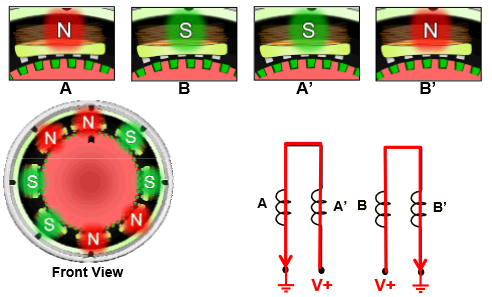 N S S N
A B A' B'
N
N S
S S
S N
N
A A' B B'
Front View
V+ V+